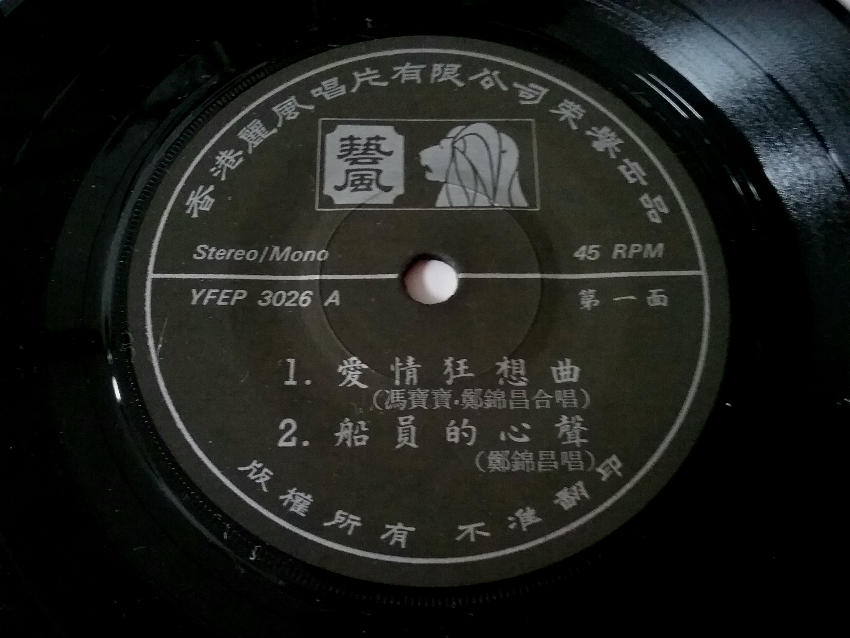 香港麗風唱片有限公司榮譽出品
藝風
Stereo/Mono
45 RPM
YFEP 3026 A
第一面
1. 愛情狂想曲
(馮寶寶·鄭錦昌合唱)
2. 船員的心聲
(鄭錦昌唱)
版權所有 不准翻印